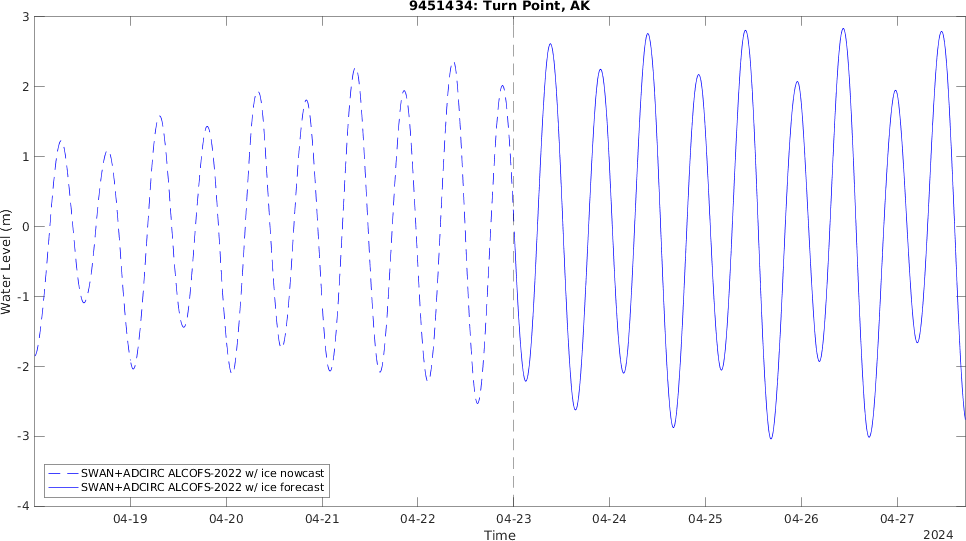 9451434: Turn Point, AK
3
2
1
0
-1
-2
-3
-4
Water Level (m)
SWAN+ADCIRC ALCOFS-2022 w/ ice nowcast
SWAN+ADCIRC ALCOFS-2022 w/ ice forecast
04-19 04-20 04-21 04-22 04-23 04-24 04-25 04-26 04-27
Time
2024